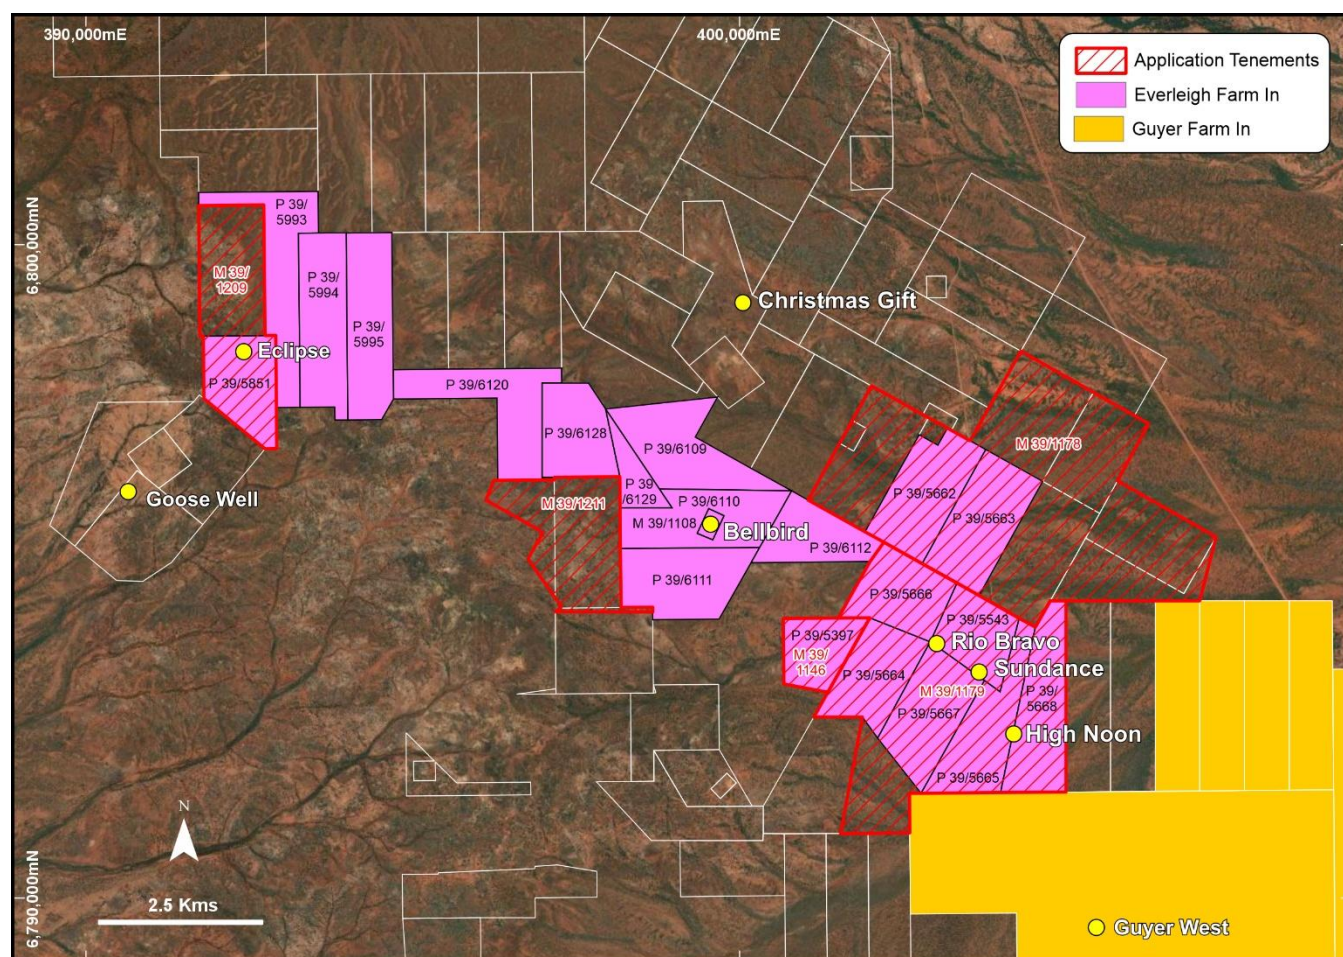 390,000mE
400,000mE
Application Tenements
Everleigh Farm In
Guyer Farm In
6,800,000mN
P 39/
5993
M 39/
1209
P 39/
5994
P 39/
5995
Christmas Gift
Eclipse
P 39/5851
P 39/6120
P 39/6128
P 39/6109
M 39/1178
Goose Well
M 39/1211
P 39
/6129
P 39/6110
M 39/1108
Bellbird
P 39/6112
P 39/5662
P 39/5663
P 39/6111
P 39/5666
P 39/5543
P 39/5397
M 39/
1146
Rio Bravo
P 39/5664
Sundance
M 39/1179
P 39/
5668
P 39/5667
High Noon
P 39/5665
N
2.5 Kms
6,790,000mN
Guyer West